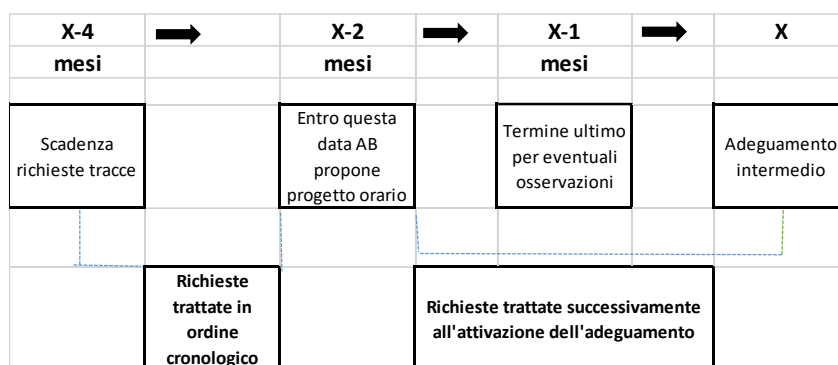 X-4 X-2 X-1 X
mesi mesi mesi
Scadenza
richieste tracce
Entro questa
data AB
propone
progetto orario
Termine ultimo
per eventuali
osservazioni
Adeguamento
intermedio
Richieste
trattate in
ordine
cronologico
Richieste trattate successivamente
all'attivazione dell'adeguamento